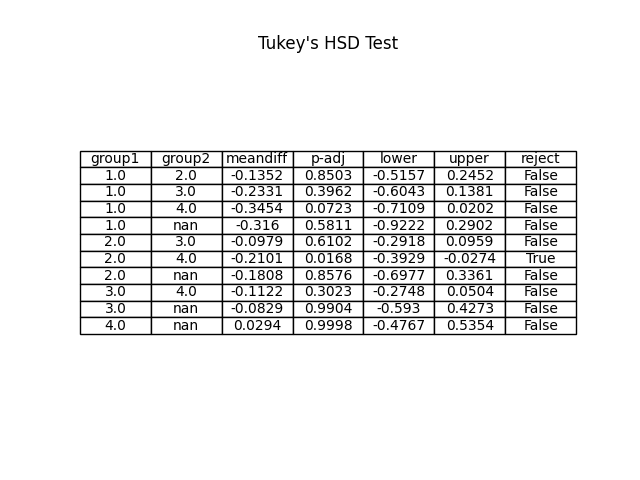 Tukey's HSD Test
group1 group2 meandiff p-adj lower upper reject
1.0 2.0 -0.1352 0.8503 -0.5157 0.2452 False
1.0 3.0 -0.2331 0.3962 -0.6043 0.1381 False
1.0 4.0 -0.3454 0.0723 -0.7109 0.0202 False
1.0 nan -0.316 0.5811 -0.9222 0.2902 False
2.0 3.0 -0.0979 0.6102 -0.2918 0.0959 False
2.0 4.0 -0.2101 0.0168 -0.3929 -0.0274 True
2.0 nan -0.1808 0.8576 -0.6977 0.3361 False
3.0 4.0 -0.1122 0.3023 -0.2748 0.0504 False
3.0 nan -0.0829 0.9904 -0.593 0.4273 False
4.0 nan 0.0294 0.9998 -0.4767 0.5354 False